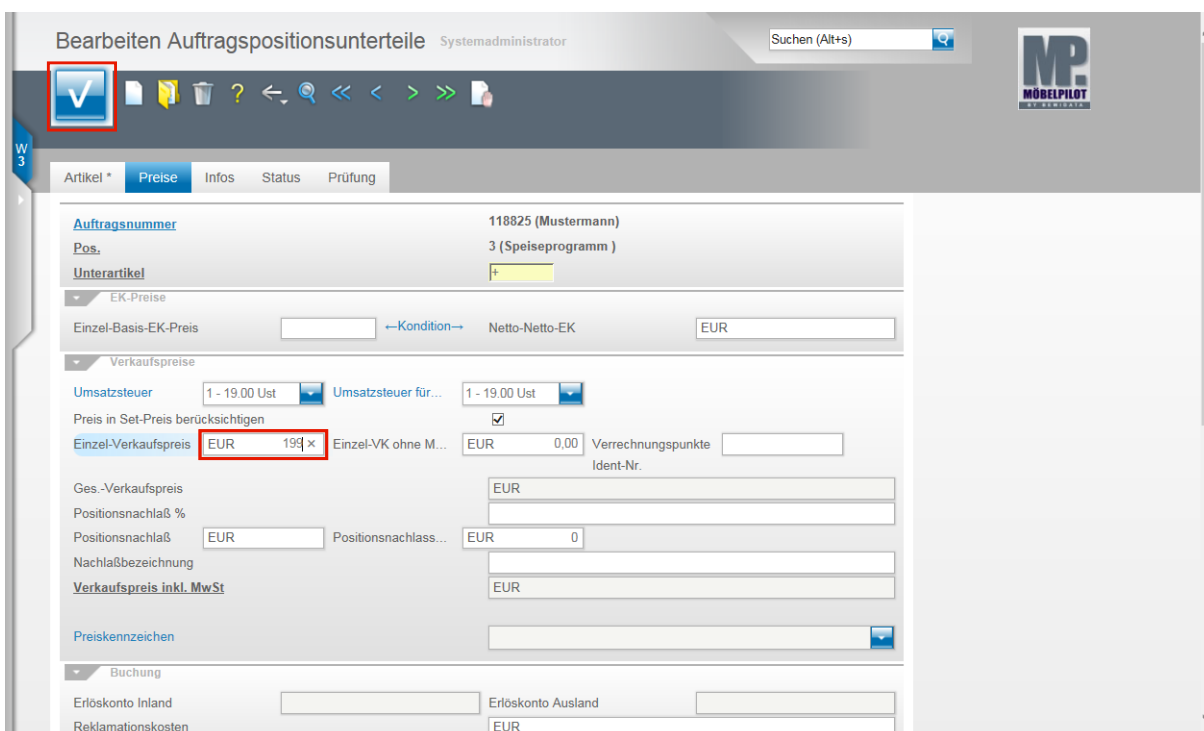 Bearbeiten Auftragspositionsunterteile Systemadministrator
Suchen (Alt+s)
MP.
MÖBELPILOT
BY BEMIDATA
W
3
Artikel * Preise Infos Status Prüfung
Auftragsnummer 118825 (Mustermann)
Pos. 3 (Speiseprogramm )
Unterartikel +
EK-Preise
Einzel-Basis-EK-Preis ←Kondition→ Netto-Netto-EK EUR
Verkaufspreise
Umsatzsteuer 1 - 19.00 Ust Umsatzsteuer für... 1 - 19.00 Ust
Preis in Set-Preis berücksichtigen
Einzel-Verkaufspreis EUR 199 × Einzel-VK ohne M... EUR 0,00 Verrechnungspunkte
Ident-Nr.
Ges.-Verkaufspreis EUR
Positionsnachlaß %
Positionsnachlaß EUR Positionsnachlass... EUR 0
Nachlaßbezeichnung
Verkaufspreis inkl. MwSt EUR
Preiskennzeichen
Buchung
Erlöskonto Inland Erlöskonto Ausland
Reklamationskosten EUR